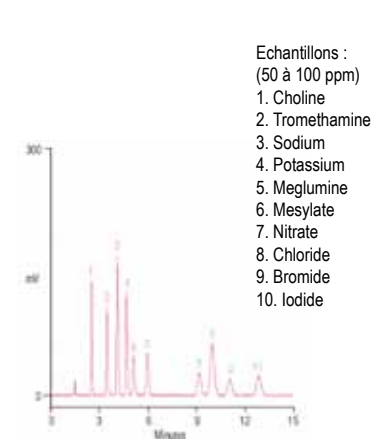 Echantillons :
(50 à 100 ppm)
1. Choline
2. Tromethamine
3. Sodium
4. Potassium
5. Meglumine
6. Mesylate
7. Nitrate
8. Chloride
9. Bromide
10. Iodide
300
mV
0
0 3 6 9 12 15
Minutes